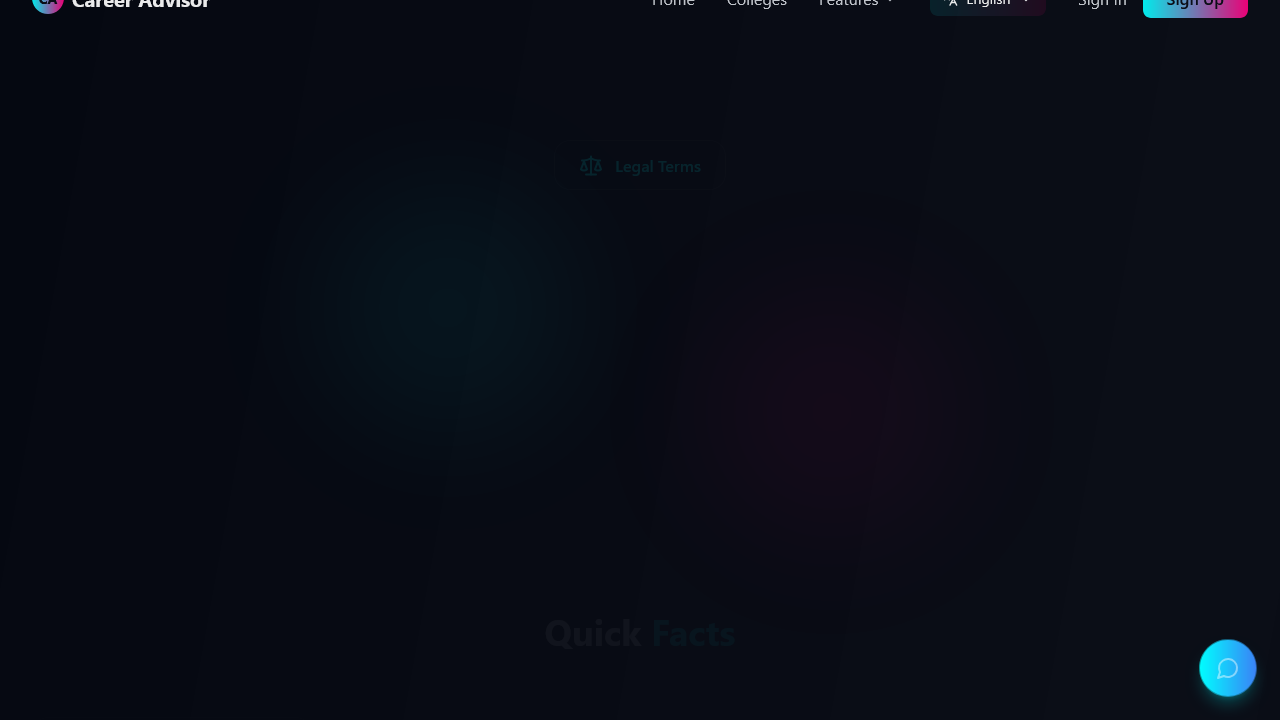 CA Career Advisor
Home Colleges Features English Sign In Sign Up
Legal Terms
Quick Facts